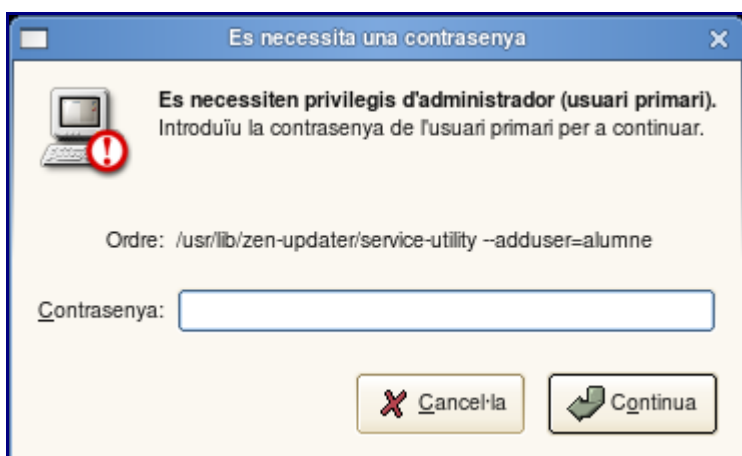 Es necessita una contrasenya
Es necessiten privilegis d'administrador (usuari primari).
Introduïu la contrasenya de l'usuari primari per a continuar.
Ordre: /usr/lib/zen-updater/service-utility --adduser=alumne
Contrasenya:
Cancel·la
Continua